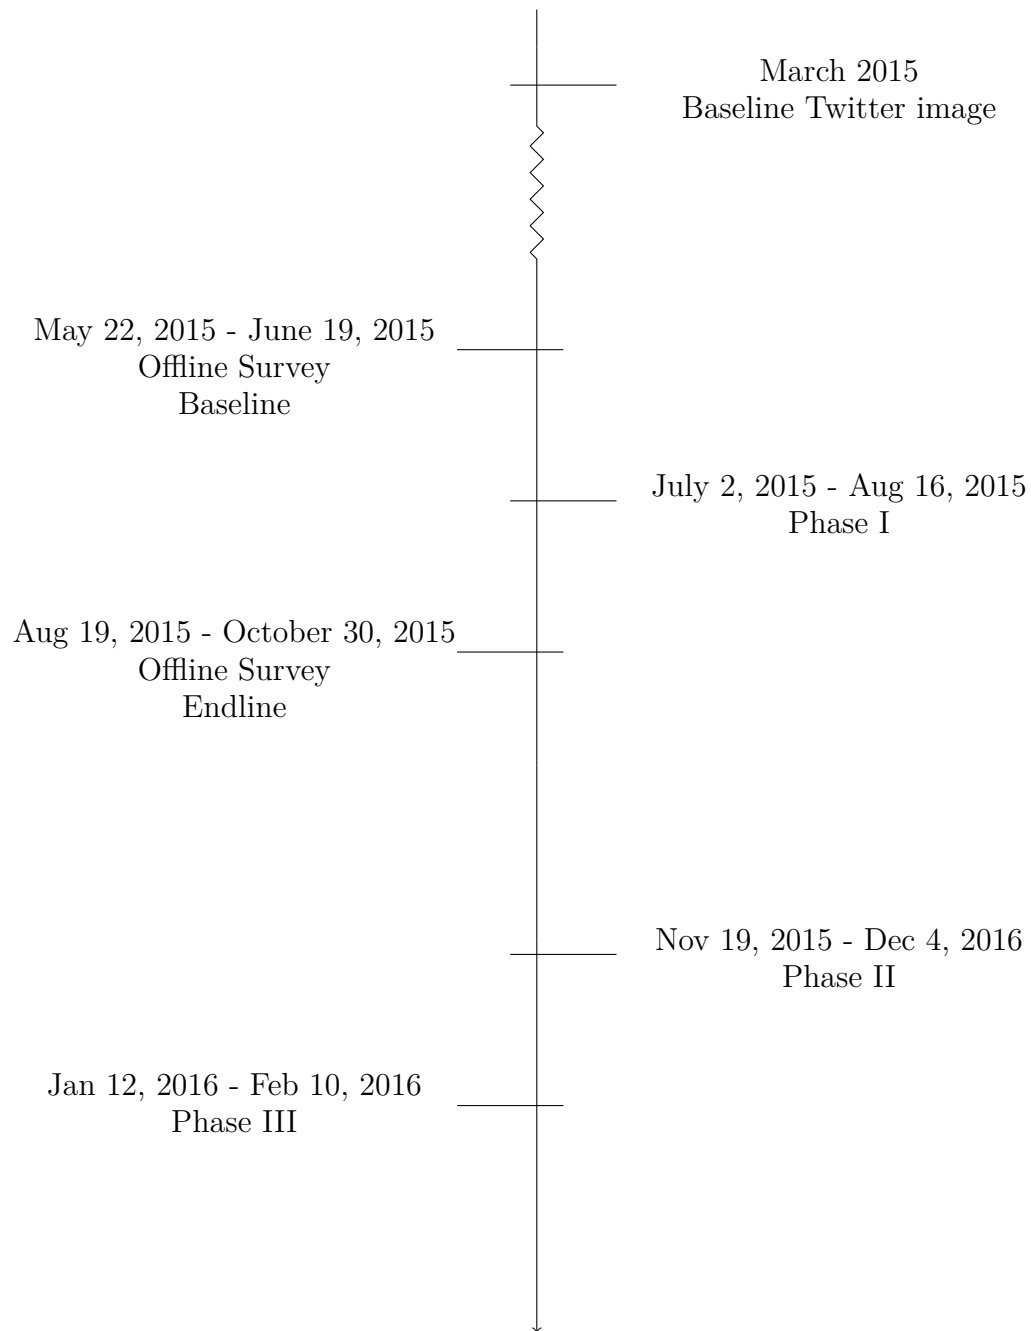 March 2015
Baseline Twitter image
May 22, 2015 - June 19, 2015
Offline Survey
Baseline
July 2, 2015 - Aug 16, 2015
Phase I
Aug 19, 2015 - October 30, 2015
Offline Survey
Endline
Nov 19, 2015 - Dec 4, 2016
Phase II
Jan 12, 2016 - Feb 10, 2016
Phase III